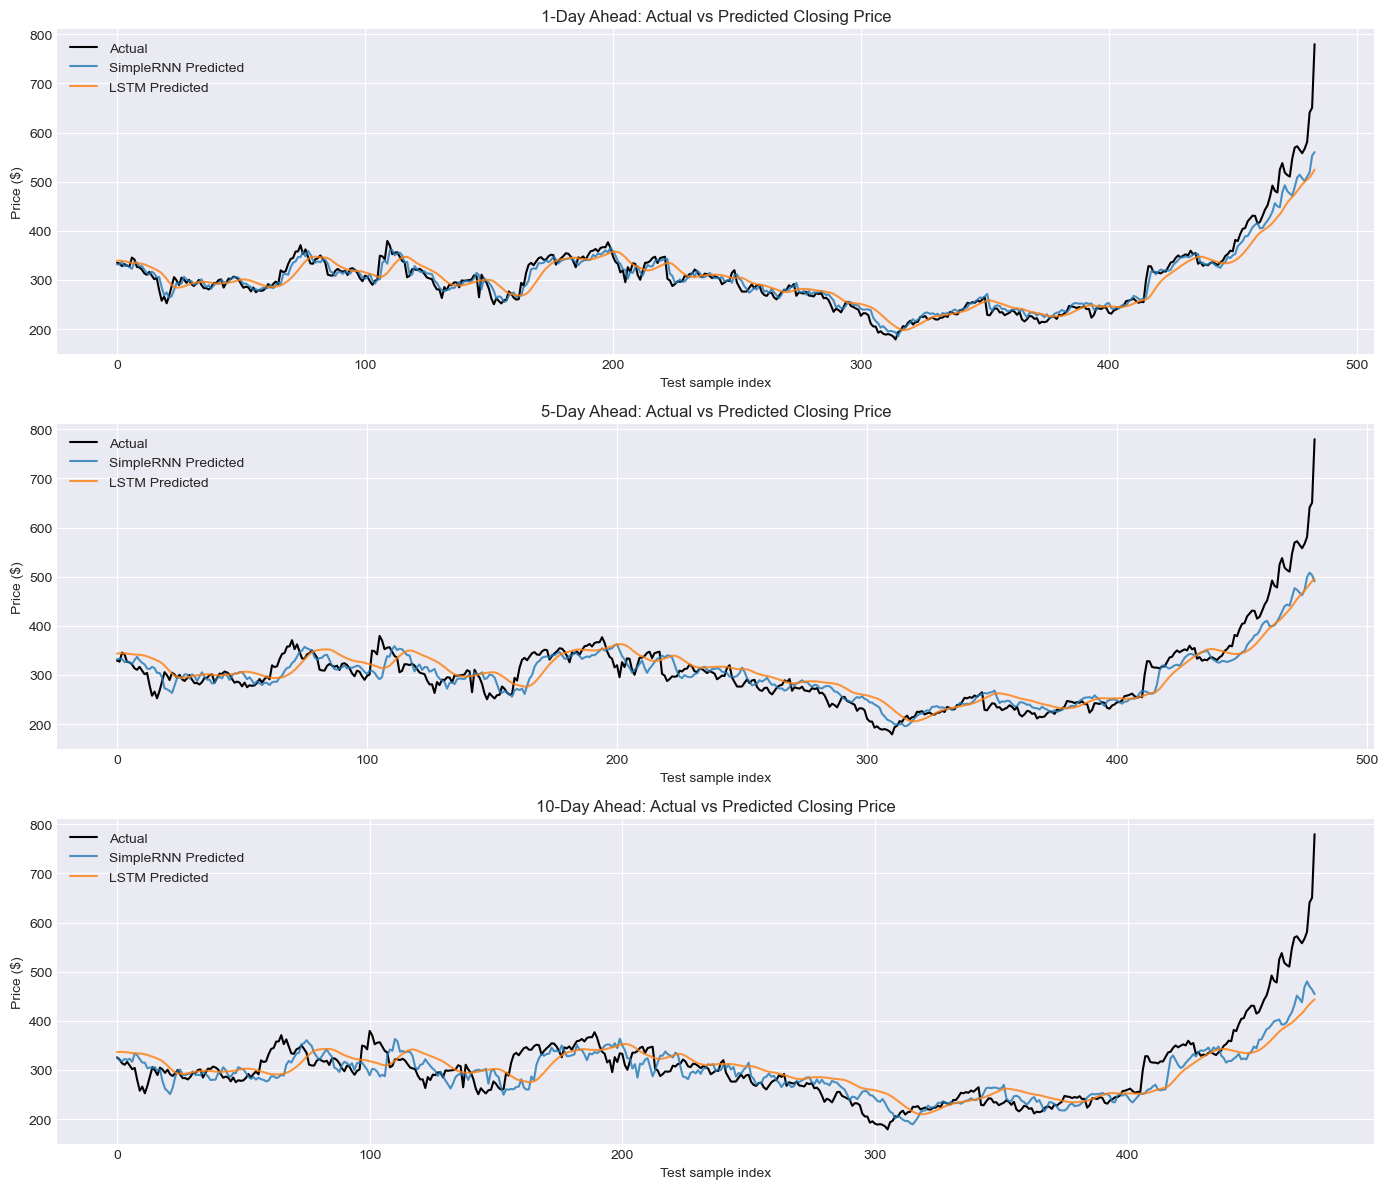 1-Day Ahead: Actual vs Predicted Closing Price
800
700
600
500
400
300
200
Price ($)
Actual
SimpleRNN Predicted
LSTM Predicted
0 100 200 300 400 500
Test sample index
5-Day Ahead: Actual vs Predicted Closing Price
800
700
600
500
400
300
200
Price ($)
Actual
SimpleRNN Predicted
LSTM Predicted
0 100 200 300 400 500
Test sample index
10-Day Ahead: Actual vs Predicted Closing Price
800
700
600
500
400
300
200
Price ($)
Actual
SimpleRNN Predicted
LSTM Predicted
0 100 200 300 400
Test sample index